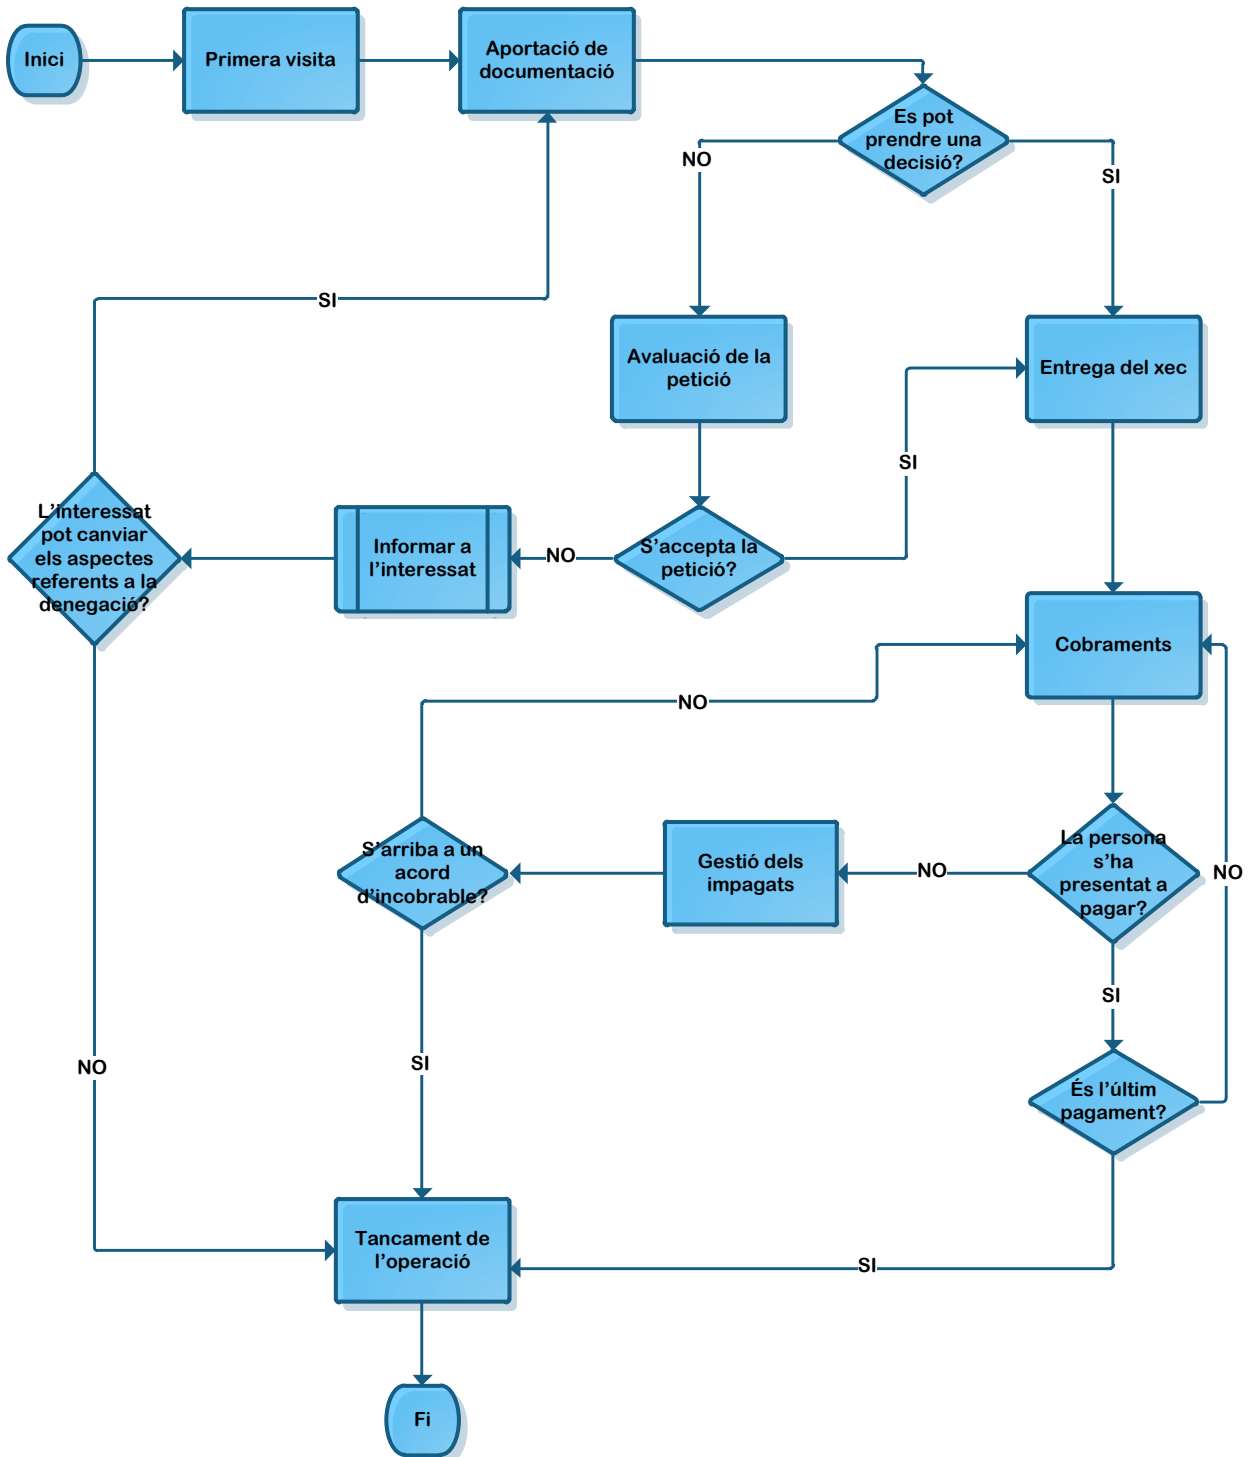 Inici
Primera visita
Aportació de
documentació
Es pot
prendre una
decisió?
NO
SI
SI
Avaluació de la
petició
Entrega del xec
SI
L'interessat
pot canviar
els aspectes
referents a la
denegació?
Informar a
l'interessat
NO
S'accepta la
petició?
Cobraments
NO
S'arriba a un
acord
d'incobrable?
Gestió dels
impagats
NO
La persona
s'ha
presentat a
pagar?
NO
SI
NO
SI
És l'últim
pagament?
Tancament de
l'operació
SI
Fi